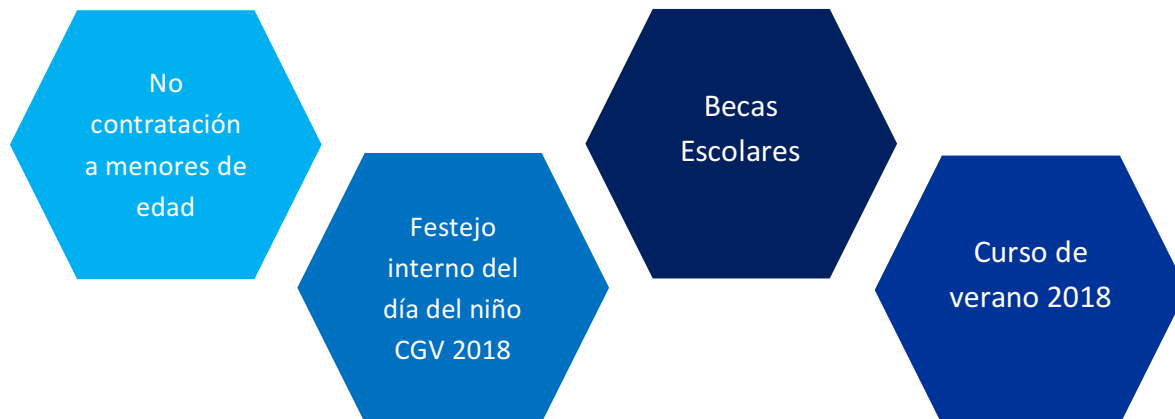 No
contratación
a menores de
edad
Festejo
interno del
día del niño
CGV 2018
Becas
Escolares
Curso de
verano 2018